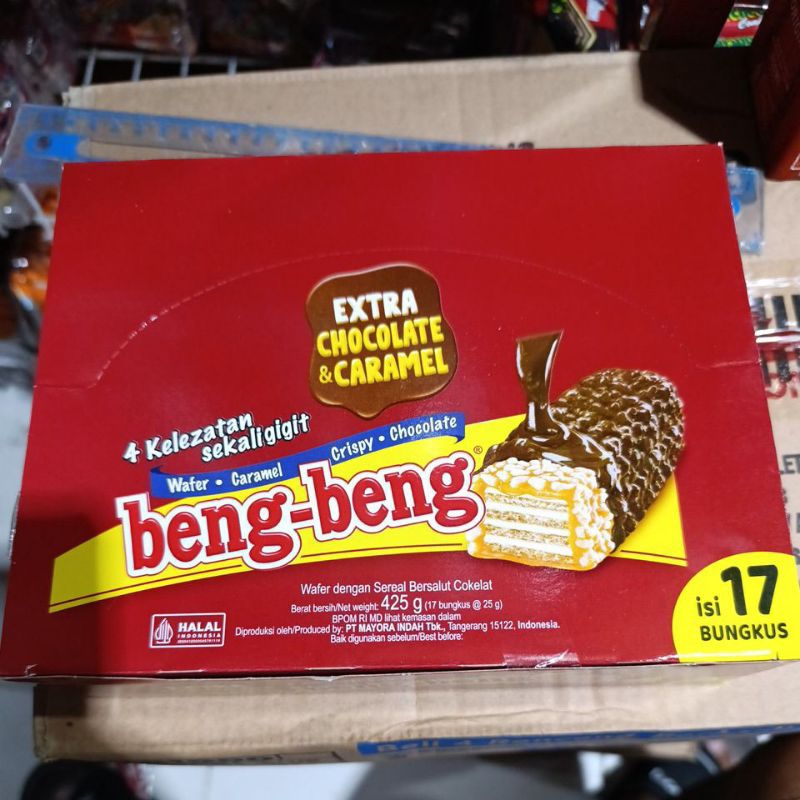 EXTRA
CHOCOLATE
& CARAMEL
4 Kelezatan
sekali gigit
Wafer • Caramel Crispy • Chocolate
beng-beng®
Wafer dengan Sereal Bersalut Cokelat
Berat bersih/Net weight: 425 g (17 bungkus @ 25 g)
BPOM RI MD lihat kemasan dalam
Diproduksi oleh/Produced by: PT MAYORA INDAH Tbk., Tangerang 15122, Indonesia.
Baik digunakan sebelum/Best before:
HALAL
INDONESIA
isi 17
BUNGKUS